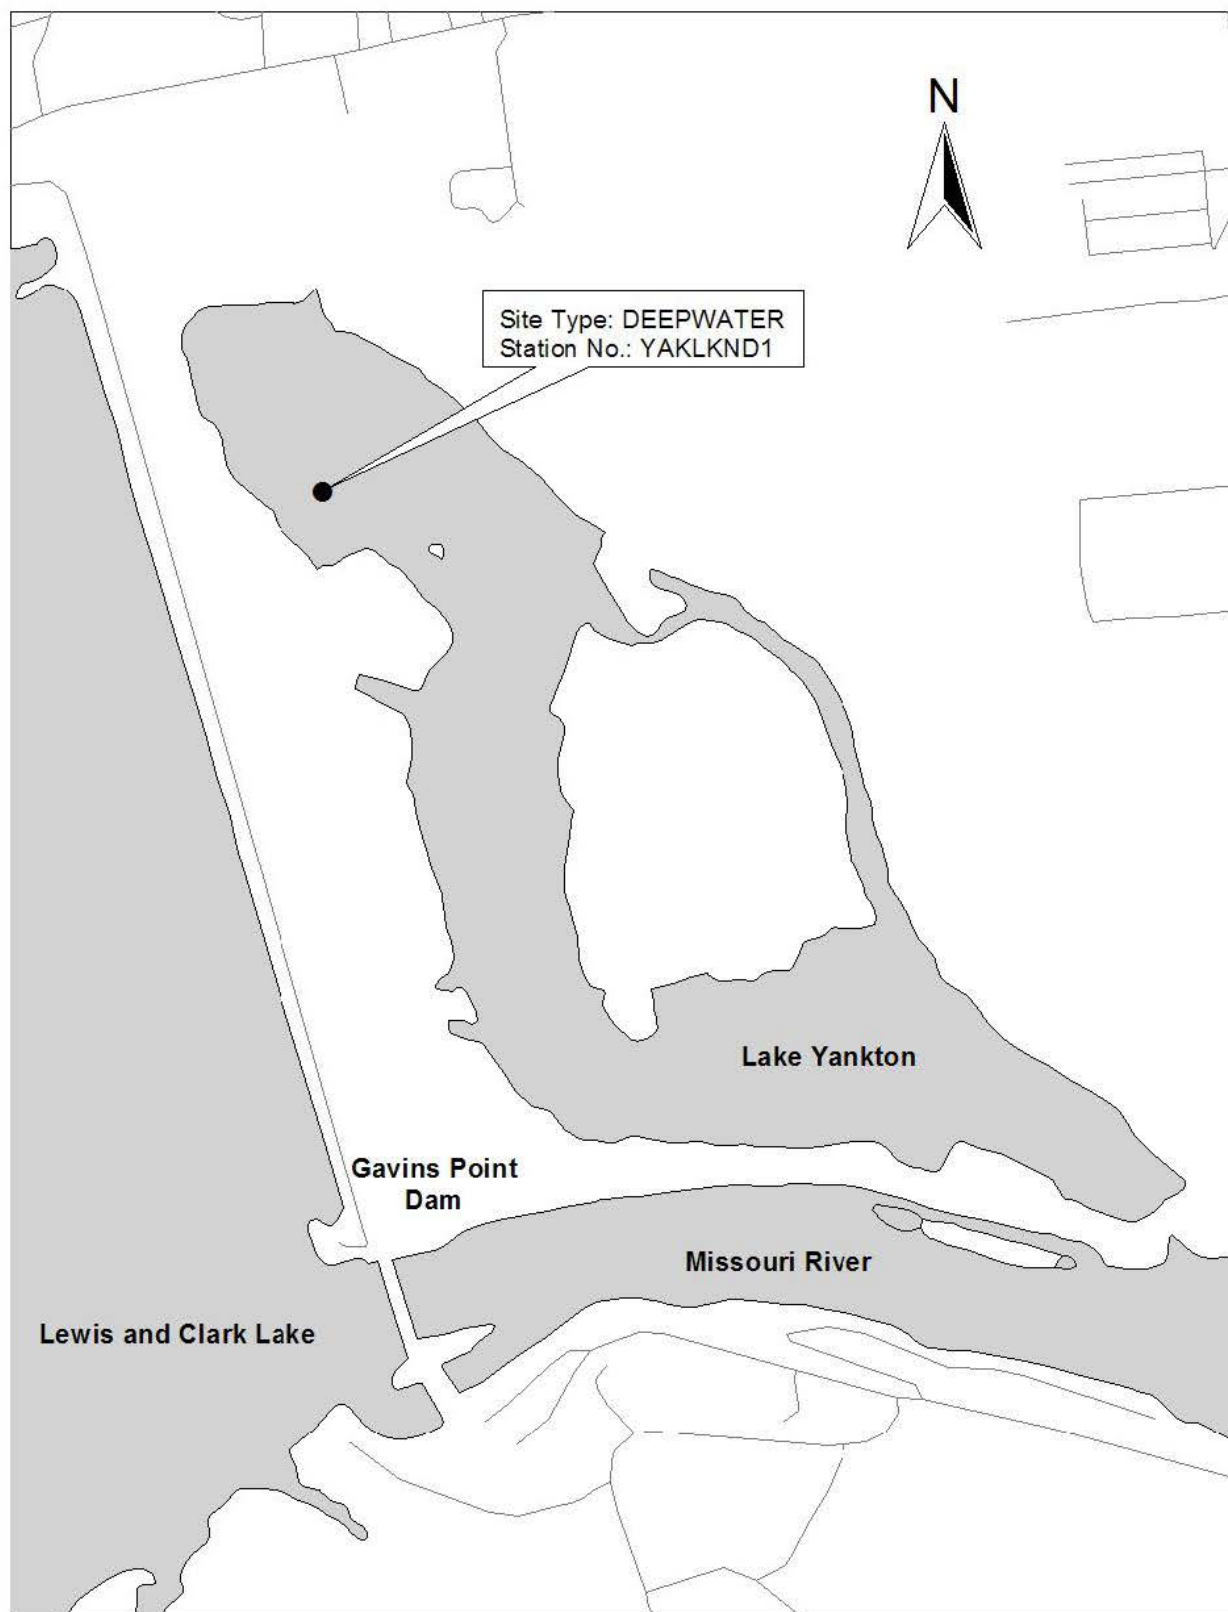 N
Site Type: DEEPWATER
Station No.: YAKLKND1
Lake Yankton
Gavins Point
Dam
Missouri River
Lewis and Clark Lake